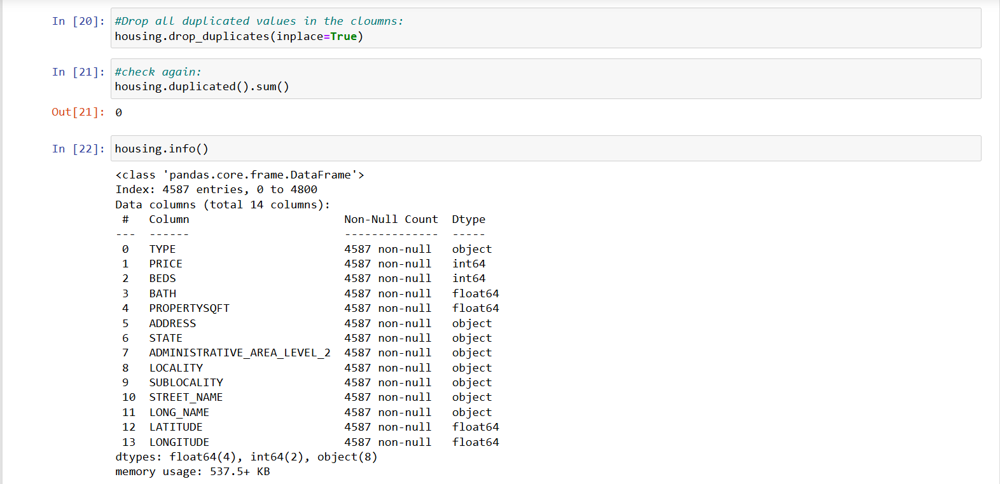 In [20]: #Drop all duplicated values in the cloumns:
housing.drop_duplicates(inplace=True)
In [21]: #check again:
housing.duplicated().sum()
Out[21]: 0
In [22]: housing.info()
<class 'pandas.core.frame.DataFrame'>
Index: 4587 entries, 0 to 4800
Data columns (total 14 columns):
 #   Column                       Non-Null Count  Dtype
---  ------                       --------------  -----
 0   TYPE                         4587 non-null   object
 1   PRICE                        4587 non-null   int64
 2   BEDS                         4587 non-null   int64
 3   BATH                         4587 non-null   float64
 4   PROPERTYSQFT                 4587 non-null   float64
 5   ADDRESS                      4587 non-null   object
 6   STATE                        4587 non-null   object
 7   ADMINISTRATIVE_AREA_LEVEL_2  4587 non-null   object
 8   LOCALITY                     4587 non-null   object
 9   SUBLOCALITY                  4587 non-null   object
 10  STREET_NAME                  4587 non-null   object
 11  LONG_NAME                    4587 non-null   object
 12  LATITUDE                     4587 non-null   float64
 13  LONGITUDE                    4587 non-null   float64
dtypes: float64(4), int64(2), object(8)
memory usage: 537.5+ KB